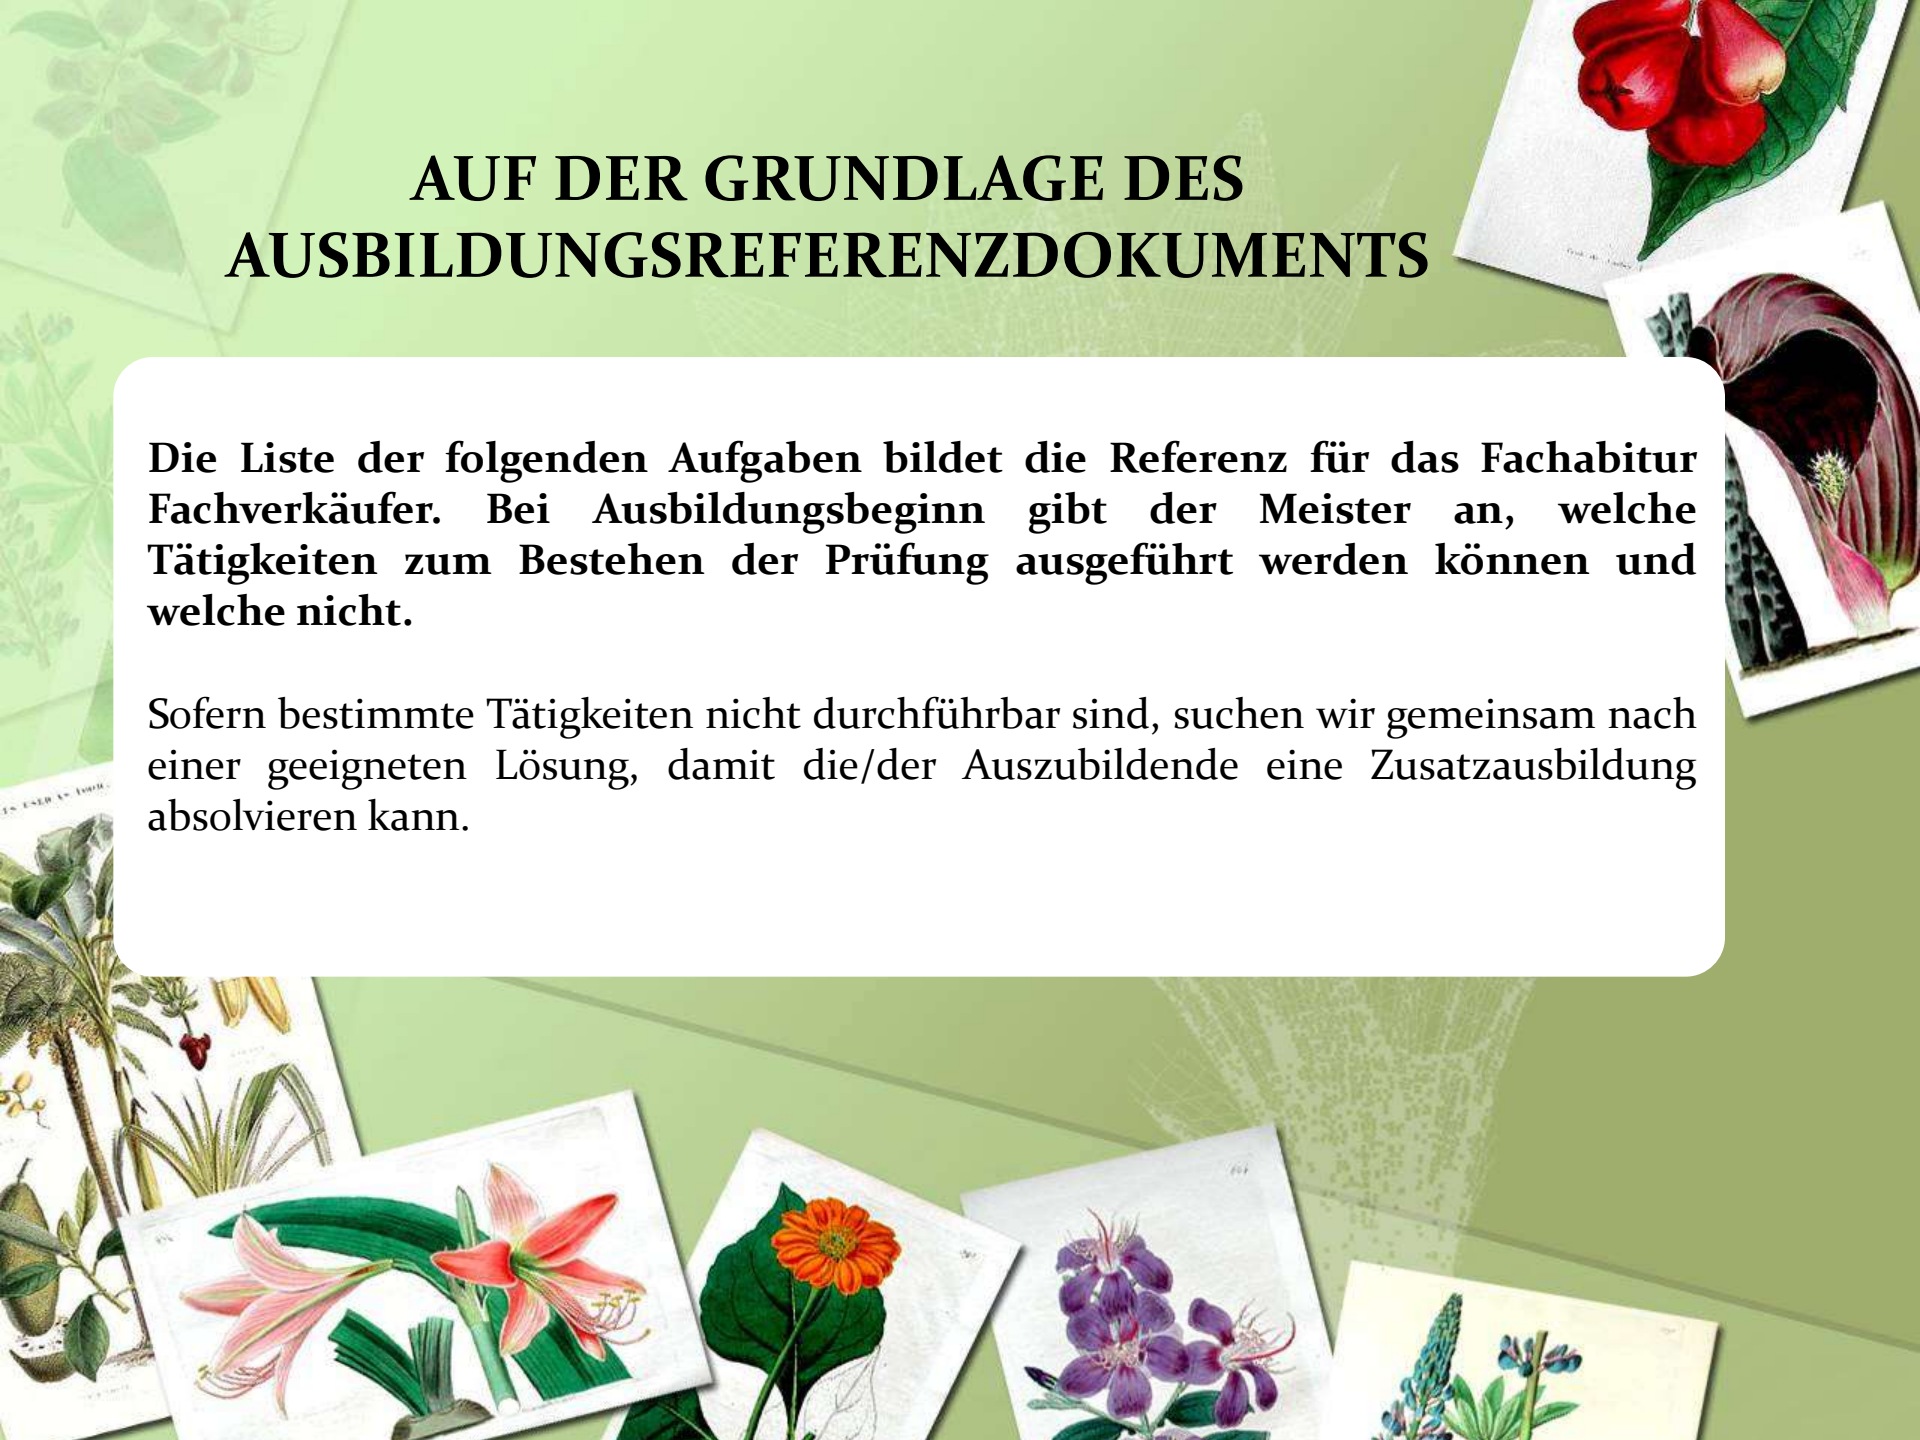 AUF DER GRUNDLAGE DES
AUSBILDUNGSREFERENZDOKUMENTS
Die Liste der folgenden Aufgaben bildet die Referenz für das Fachabitur
Fachverkäufer. Bei Ausbildungsbeginn gibt der Meister an, welche
Tätigkeiten zum Bestehen der Prüfung ausgeführt werden können und
welche nicht.
Sofern bestimmte Tätigkeiten nicht durchführbar sind, suchen wir gemeinsam nach
einer geeigneten Lösung, damit die/der Auszubildende eine Zusatzausbildung
absolvieren kann.